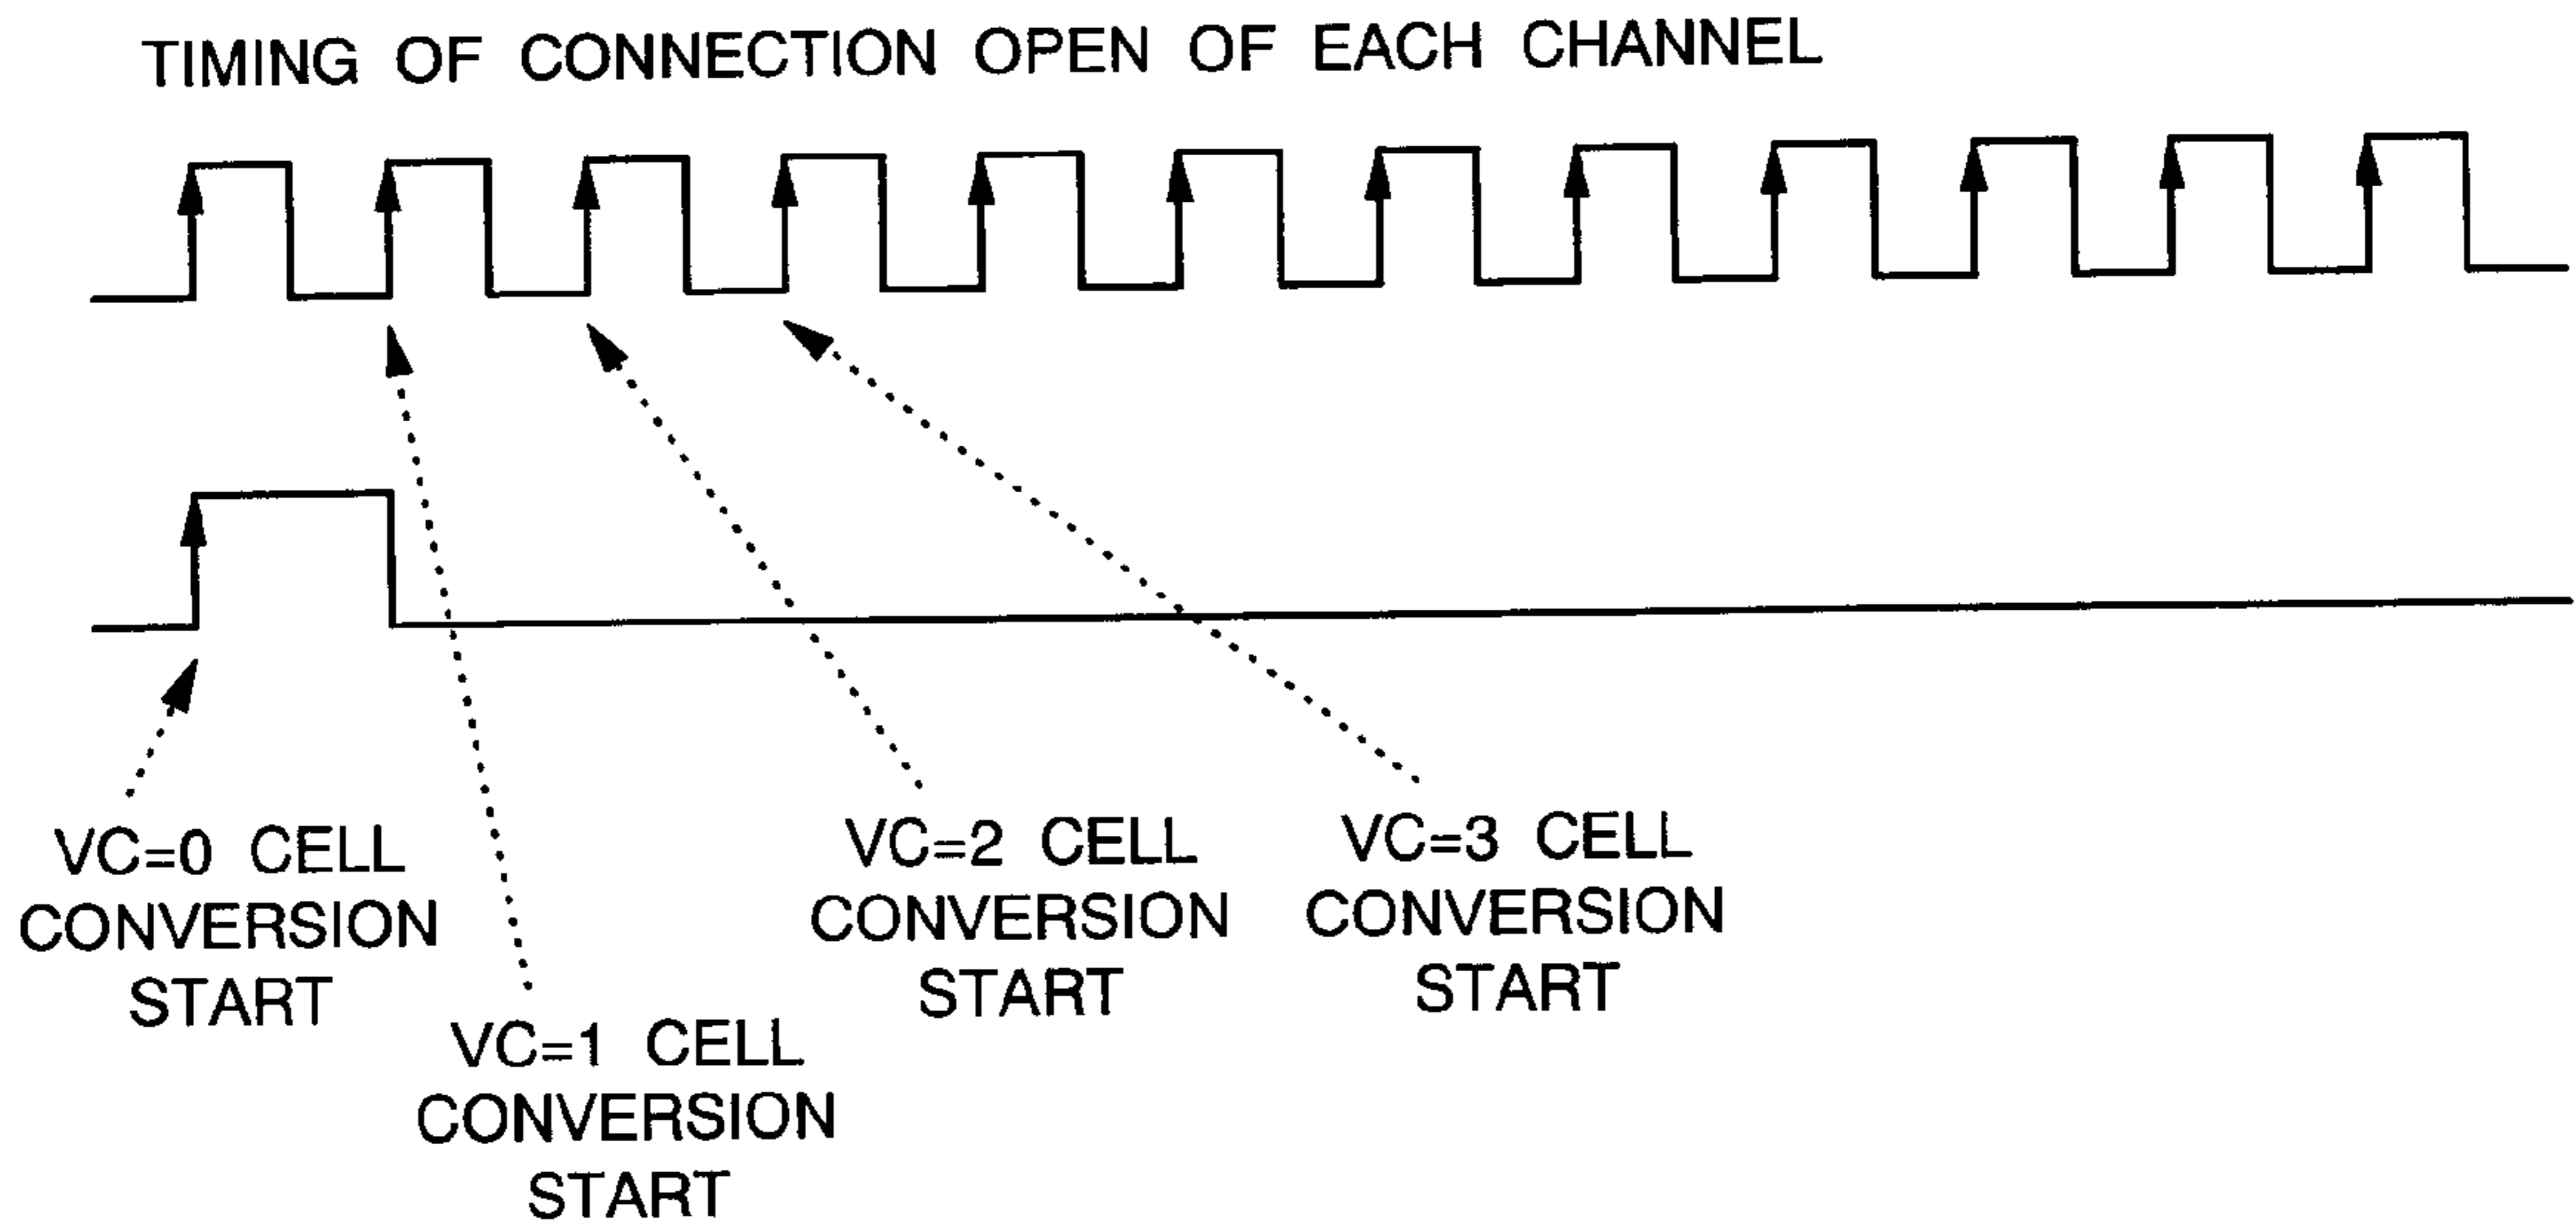 TIMING OF CONNECTION OPEN OF EACH CHANNEL
VC=0 CELL
CONVERSION
START
VC=1 CELL
CONVERSION
START
VC=2 CELL
CONVERSION
START
VC=3 CELL
CONVERSION
START